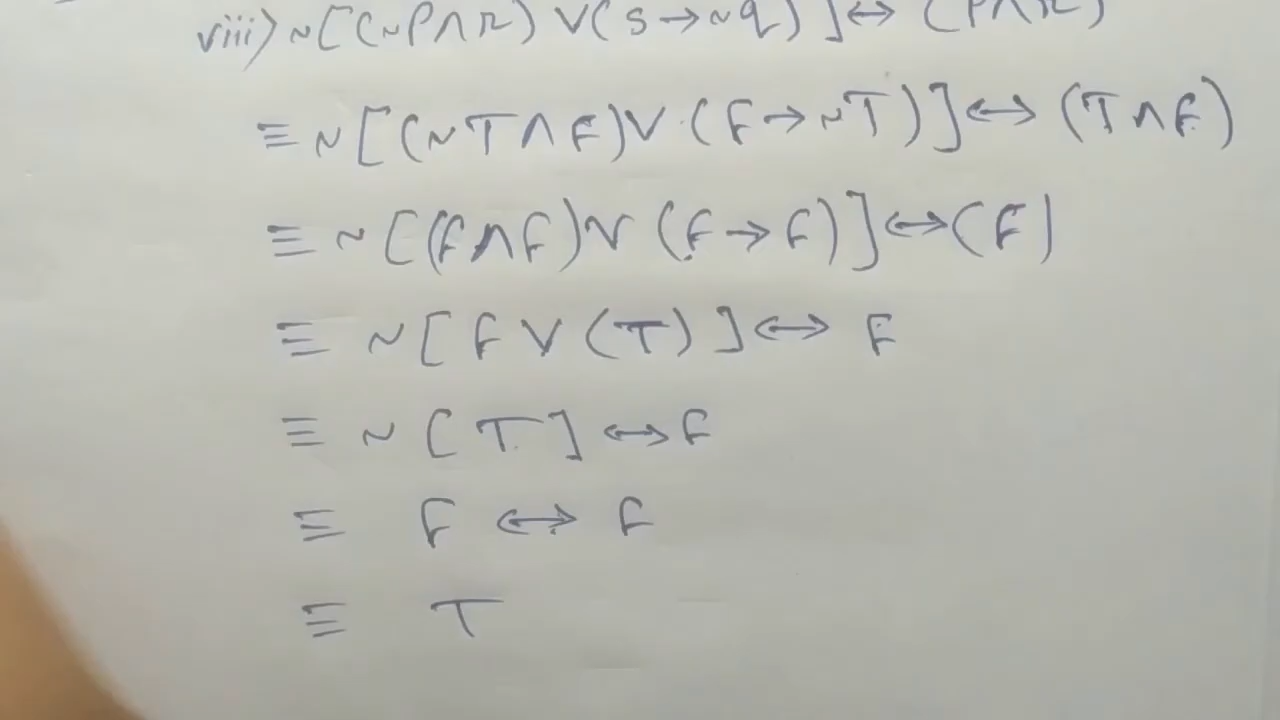 viii) ~[(~p∧r) ∨(s→~q)]↔ (p∧r)
≡ ~[(~T∧F)∨(F→~T)]↔(T∧F)
≡ ~[(F∧F)∨(F→F)]↔(F)
≡ ~[F∨(T)]↔ F
≡ ~[T]↔F
≡ F ↔ F
≡ T